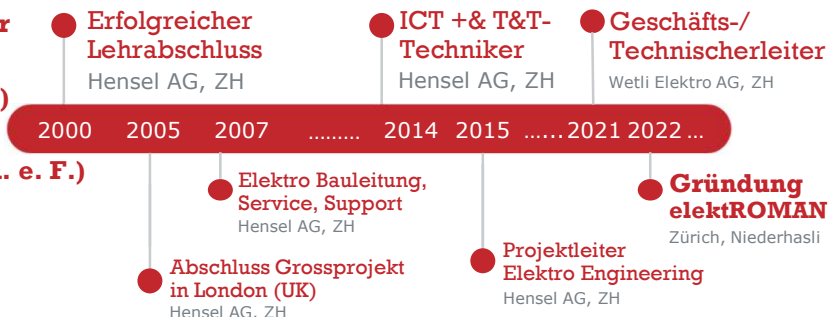 r
)
. e. F.)
Erfolgreicher
Lehrabschluss
Hensel AG, ZH
ICT +& T&T-
Techniker
Hensel AG, ZH
Geschäfts-/
Technischerleiter
Wetli Elektro AG, ZH
2000 2005 2007 ......... 2014 2015 ...... 2021 2022 ...
Elektro Bauleitung,
Service, Support
Hensel AG, ZH
Abschluss Grossprojekt
in London (UK)
Hensel AG, ZH
Projektleiter
Elektro Engineering
Hensel AG, ZH
Gründung
elektROMAN
Zürich, Niederhasli